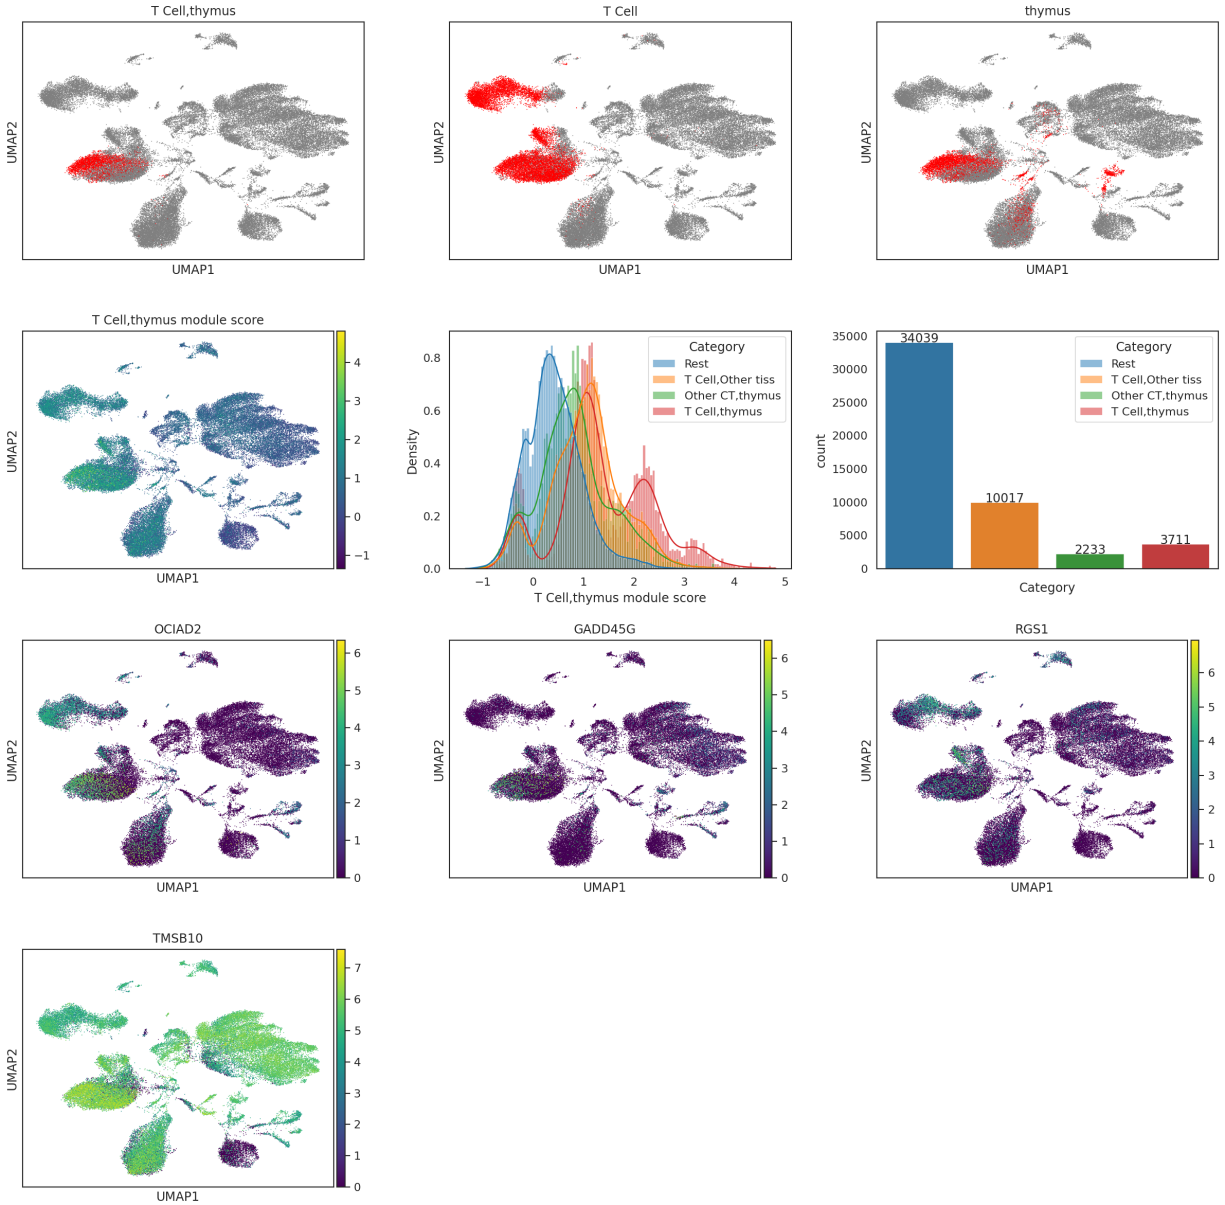 T Cell,thymus
T Cell
thymus
UMAP2
UMAP2
UMAP2
UMAP1
UMAP1
UMAP1
T Cell,thymus module score
UMAP2
UMAP1
4
3
2
1
0
−1
Density
0.8
0.6
0.4
0.2
0.0
Category
Rest
T Cell,Other tiss
Other CT,thymus
T Cell,thymus
−1 0 1 2 3 4 5
T Cell,thymus module score
count
35000
30000
25000
20000
15000
10000
5000
0
34039
10017
2233
3711
Category
Rest
T Cell,Other tiss
Other CT,thymus
T Cell,thymus
Category
OCIAD2
UMAP2
UMAP1
6
5
4
3
2
1
0
GADD45G
UMAP2
UMAP1
6
5
4
3
2
1
0
RGS1
UMAP2
UMAP1
6
5
4
3
2
1
0
TMSB10
UMAP2
UMAP1
7
6
5
4
3
2
1
0